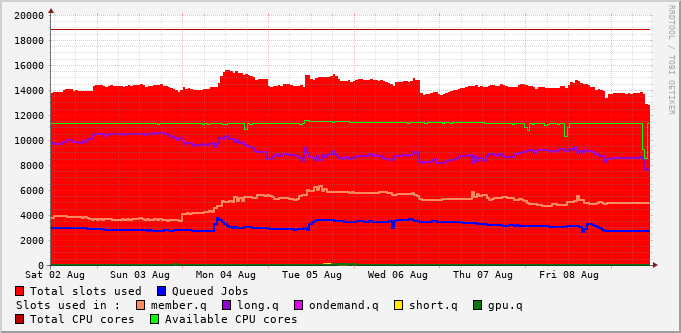 RRDTOOL / TOBI OETIKER
20000
18000
16000
14000
12000
10000
8000
6000
4000
2000
0
Sat 02 Aug Sun 03 Aug Mon 04 Aug Tue 05 Aug Wed 06 Aug Thu 07 Aug Fri 08 Aug
Total slots used Queued Jobs
Slots used in : member.q long.q ondemand.q short.q gpu.q
Total CPU cores Available CPU cores